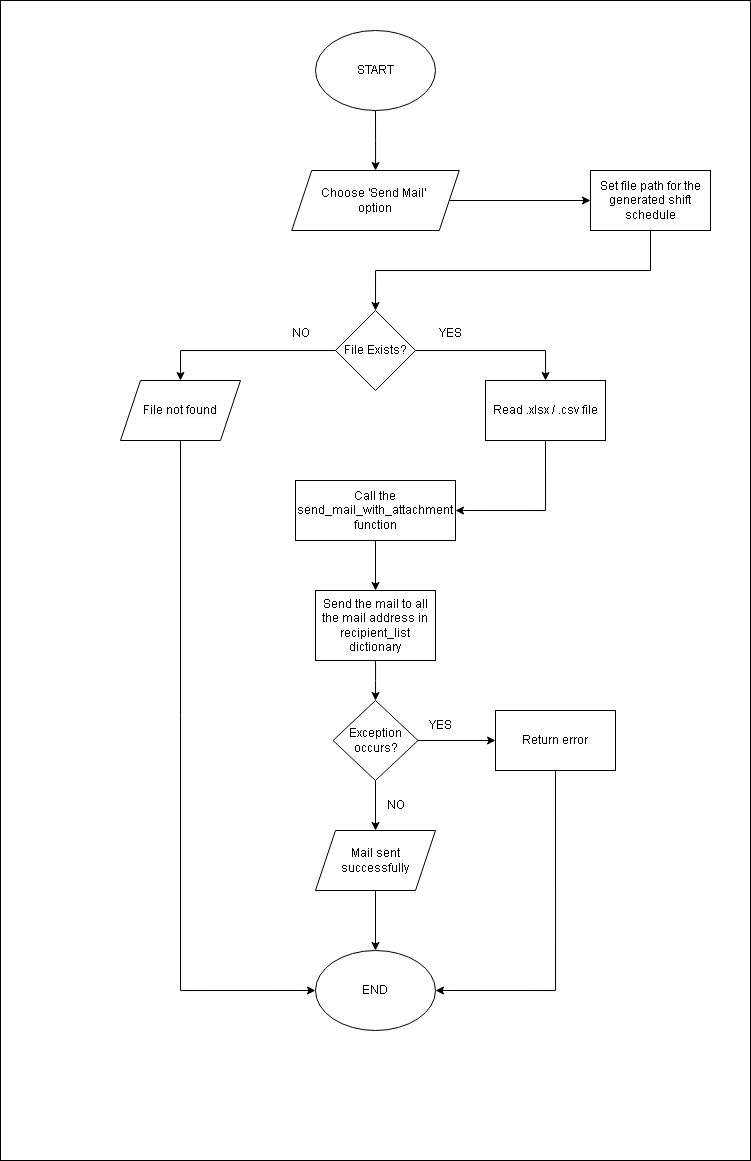 START
Choose 'Send Mail'
option
Set file path for the
generated shift
schedule
NO
YES
File Exists?
File not found
Read .xlsx / .csv file
Call the
send_mail_with_attachment
function
Send the mail to all
the mail address in
recipient_list
dictionary
Exception
occurs?
YES
Return error
NO
Mail sent
successfully
END